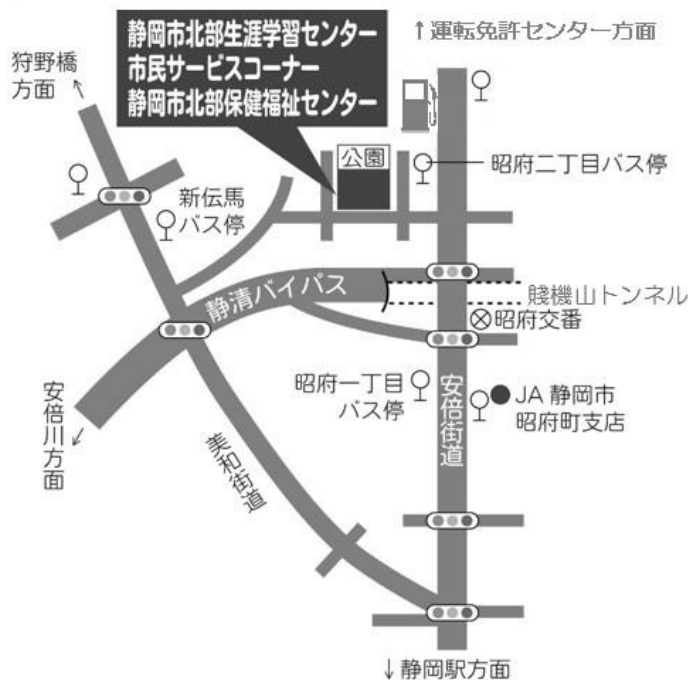 静岡市北部生涯学習センター
市民サービスコーナー
静岡市北部保健福祉センター
↑運転免許センター方面
狩野橋
方面
公園
昭府二丁目バス停
新伝馬
バス停
静清バイパス
賤機山トンネル
昭府交番
安倍川方面
昭府一丁目
バス停
安倍街道
JA 静岡市
昭府町支店
美和街道
↓静岡駅方面